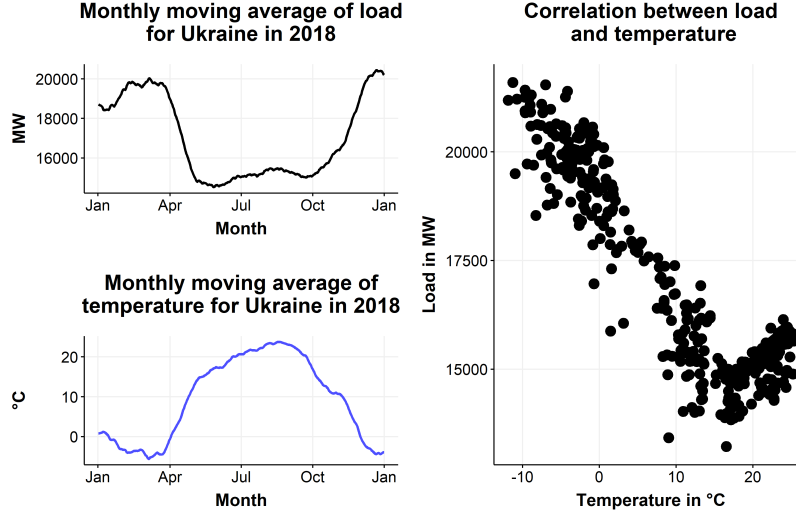 Monthly moving average of load
for Ukraine in 2018
MW
20000
18000
16000
Jan Apr Jul Oct Jan
Month
Monthly moving average of
temperature for Ukraine in 2018
°C
20
10
0
Jan Apr Jul Oct Jan
Month
Correlation between load
and temperature
Load in MW
20000
17500
15000
-10 0 10 20
Temperature in °C